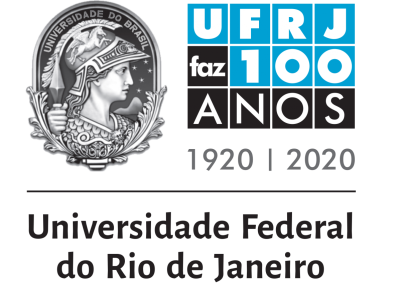 UNIVERSIDADE DO BRASIL
UFRJ
faz 100
ANOS
1920 | 2020
Universidade Federal
do Rio de Janeiro